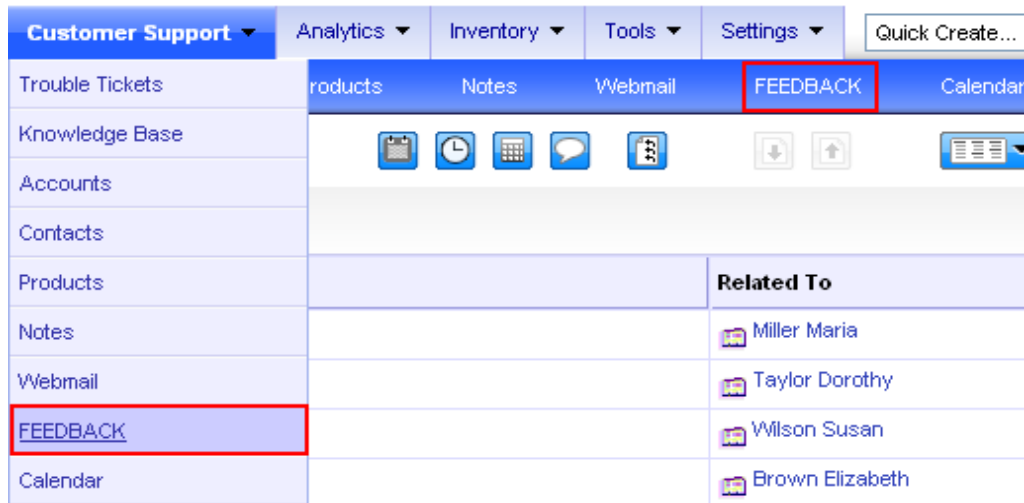 Customer Support Analytics Inventory Tools Settings Quick Create...
Trouble Tickets roducts Notes Webmail FEEDBACK Calendar
Knowledge Base
Accounts
Contacts
Products Related To
Notes Miller Maria
Webmail Taylor Dorothy
FEEDBACK Wilson Susan
Calendar Brown Elizabeth